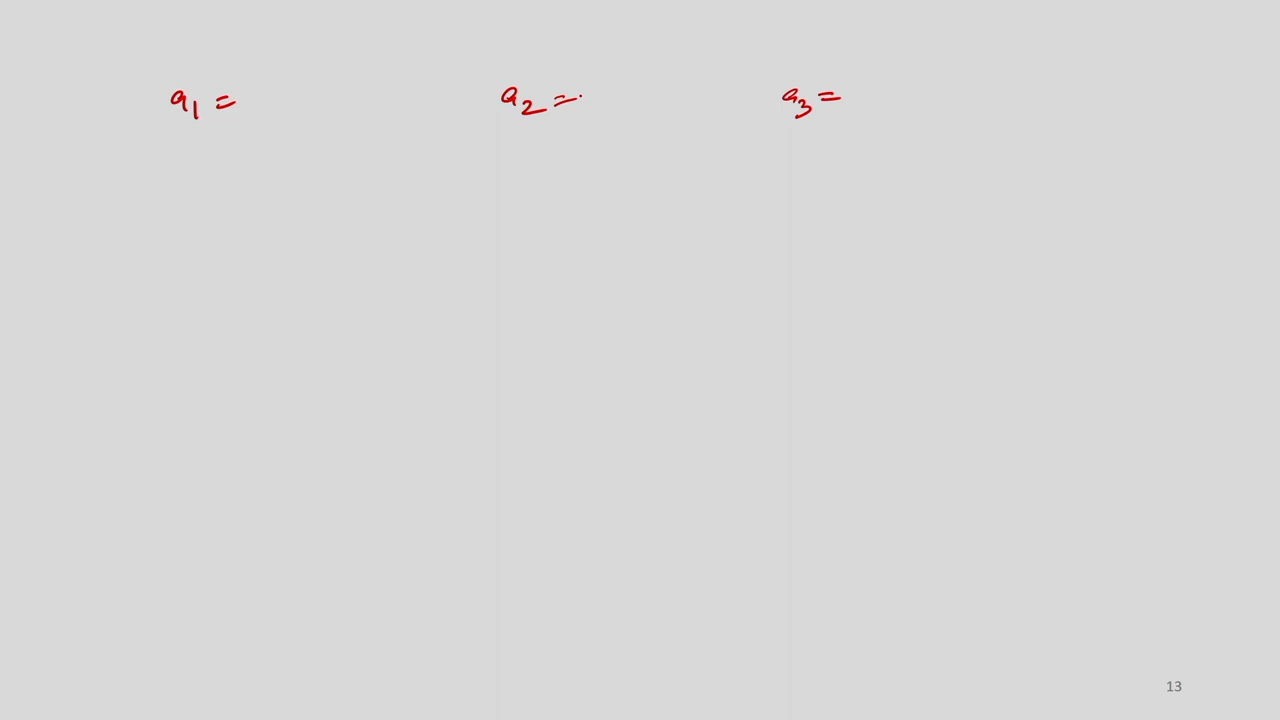 a₁ = a₂ = a₃ =
13